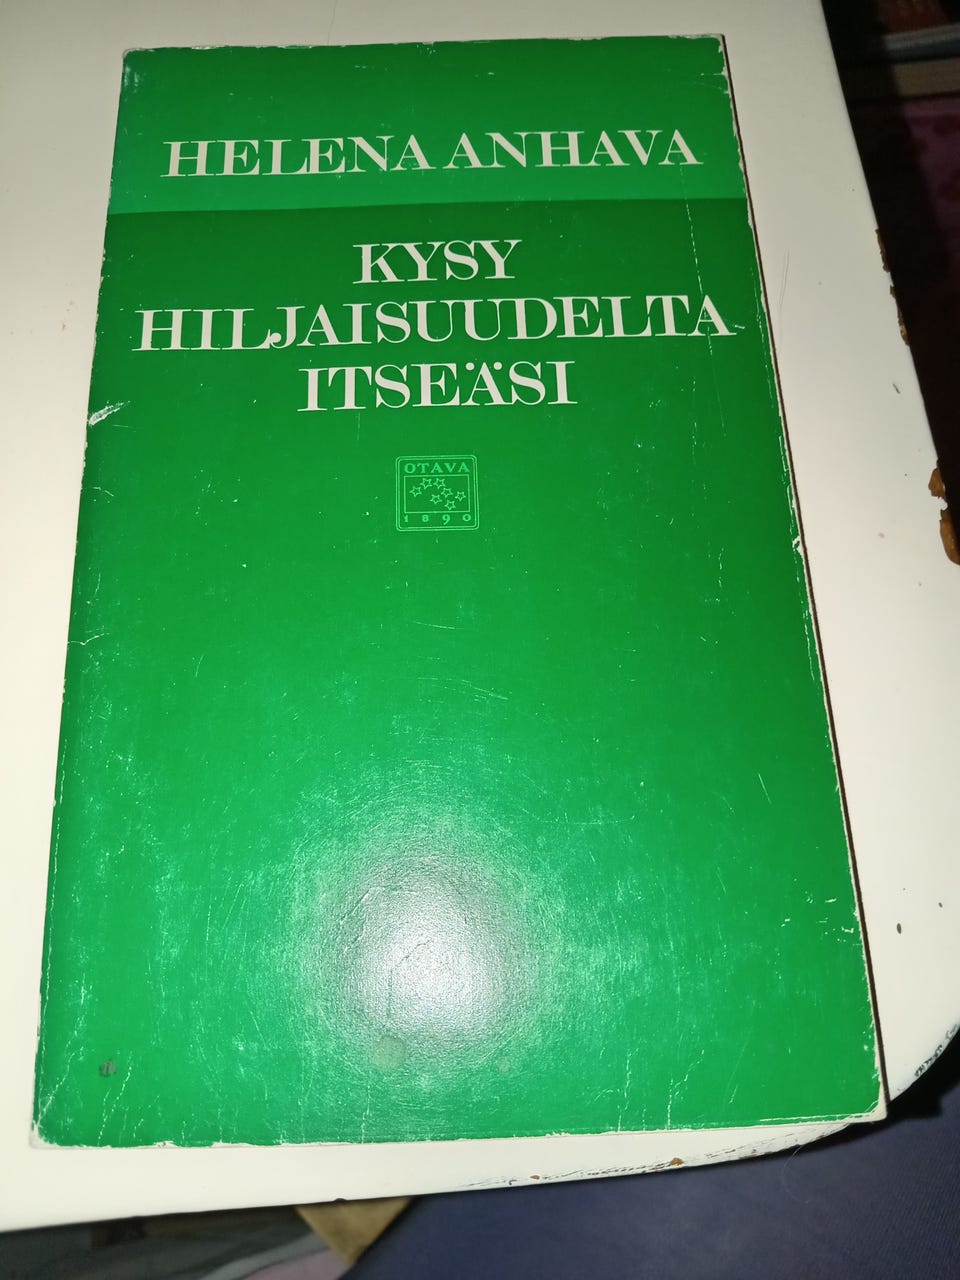 HELENA ANHAVA
KYSY
HILJAISUUDELTA
ITSEÄSI
OTAVA
1890